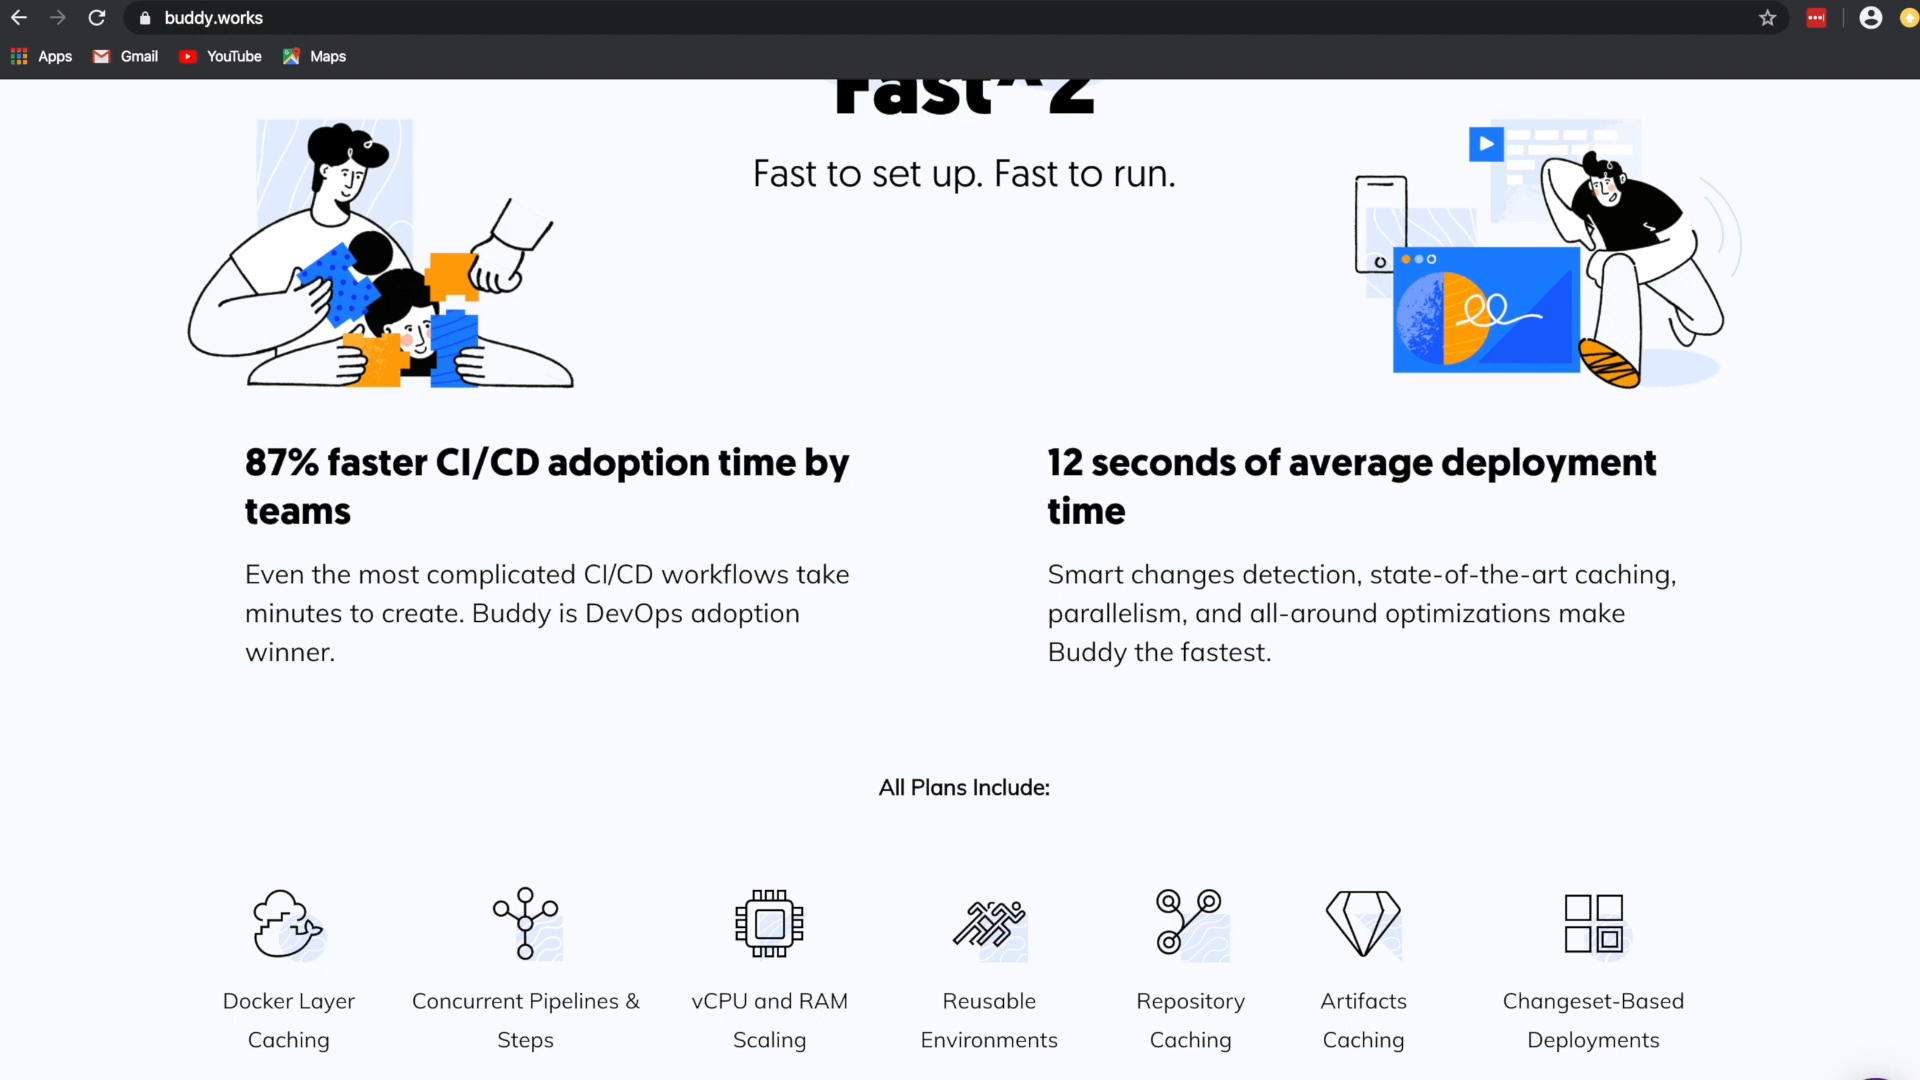 buddy.works
Apps Gmail YouTube Maps
Fast^2
Fast to set up. Fast to run.
87% faster CI/CD adoption time by
teams
Even the most complicated CI/CD workflows take
minutes to create. Buddy is DevOps adoption
winner.
12 seconds of average deployment
time
Smart changes detection, state-of-the-art caching,
parallelism, and all-around optimizations make
Buddy the fastest.
All Plans Include:
Docker Layer
Caching
Concurrent Pipelines &
Steps
vCPU and RAM
Scaling
Reusable
Environments
Repository
Caching
Artifacts
Caching
Changeset-Based
Deployments